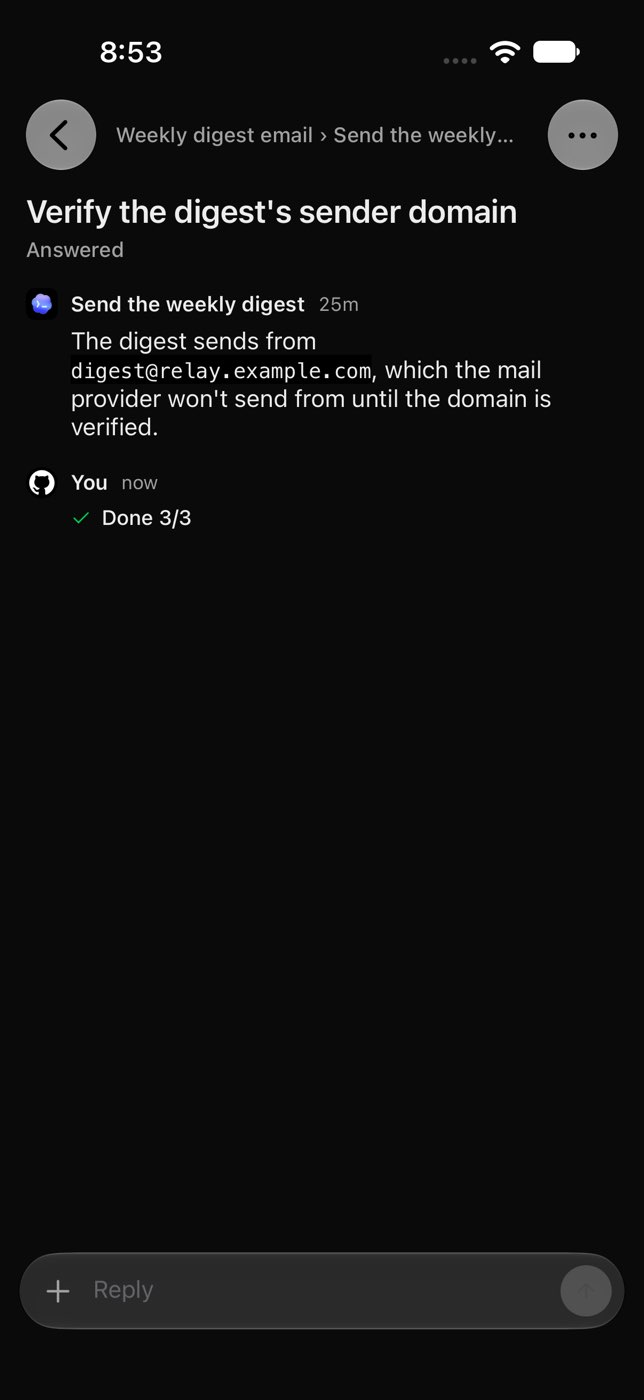 8:53
Weekly digest email › Send the weekly...
Verify the digest's sender domain
Answered
Send the weekly digest 25m
The digest sends from
digest@relay.example.com, which the mail
provider won't send from until the domain is
verified.
You now
Done 3/3
Reply